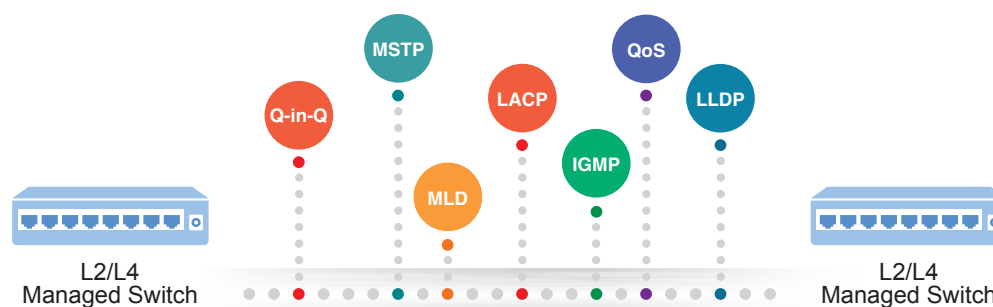 MSTP
QoS
Q-in-Q
LACP
LLDP
IGMP
MLD
L2/L4
Managed Switch
L2/L4
Managed Switch